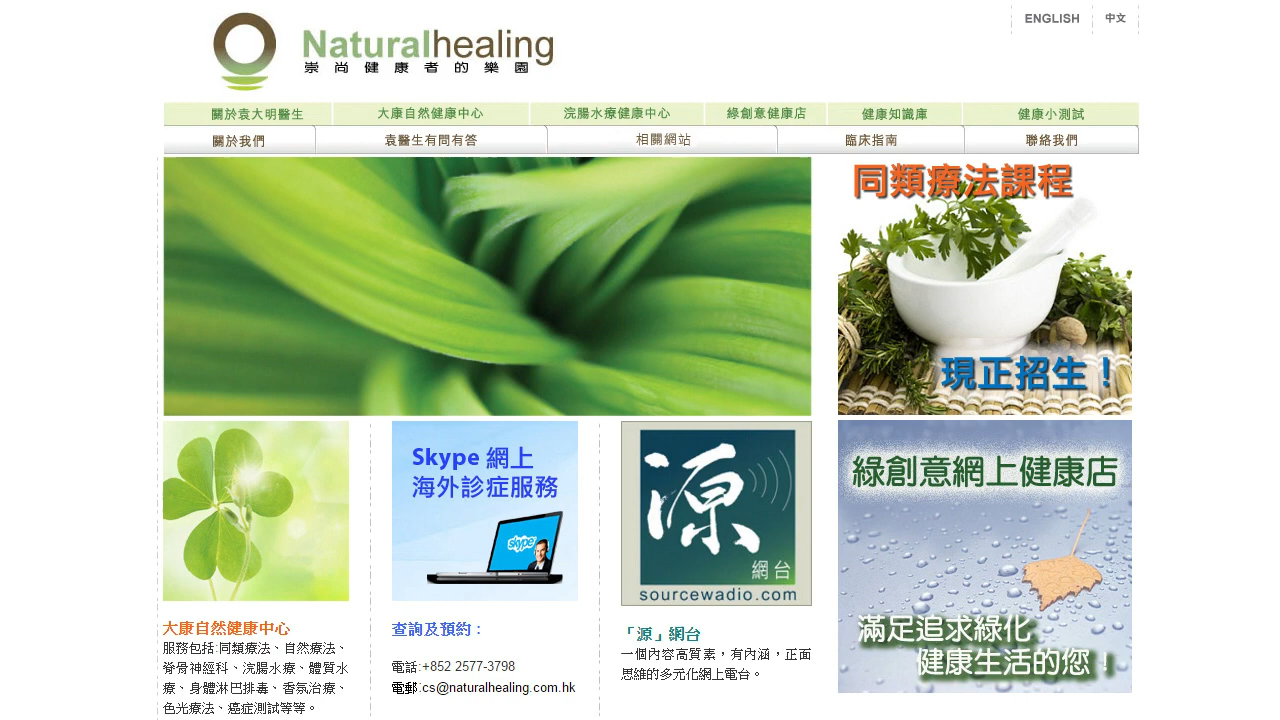 ENGLISH 中文
Naturalhealing
崇尚健康者的樂園
關於袁大明醫生 大康自然健康中心 浣腸水療健康中心 綠創意健康店 健康知識庫 健康小測試
關於我們 袁醫生有問有答 相關網站 臨床指南 聯絡我們
同類療法課程
現正招生！
Skype 網上
海外診症服務
skype
源
網台
sourcewadio.com
綠創意網上健康店
滿足追求綠化
健康生活的您！
大康自然健康中心
服務包括:同類療法、自然療法、
脊骨神經科、浣腸水療、體質水
療、身體淋巴排毒、香氛治療、
色光療法、癌症測試等等。
查詢及預約：
電話:+852 2577-3798
電郵:cs@naturalhealing.com.hk
「源」網台
一個內容高質素，有內涵，正面
思維的多元化網上電台。